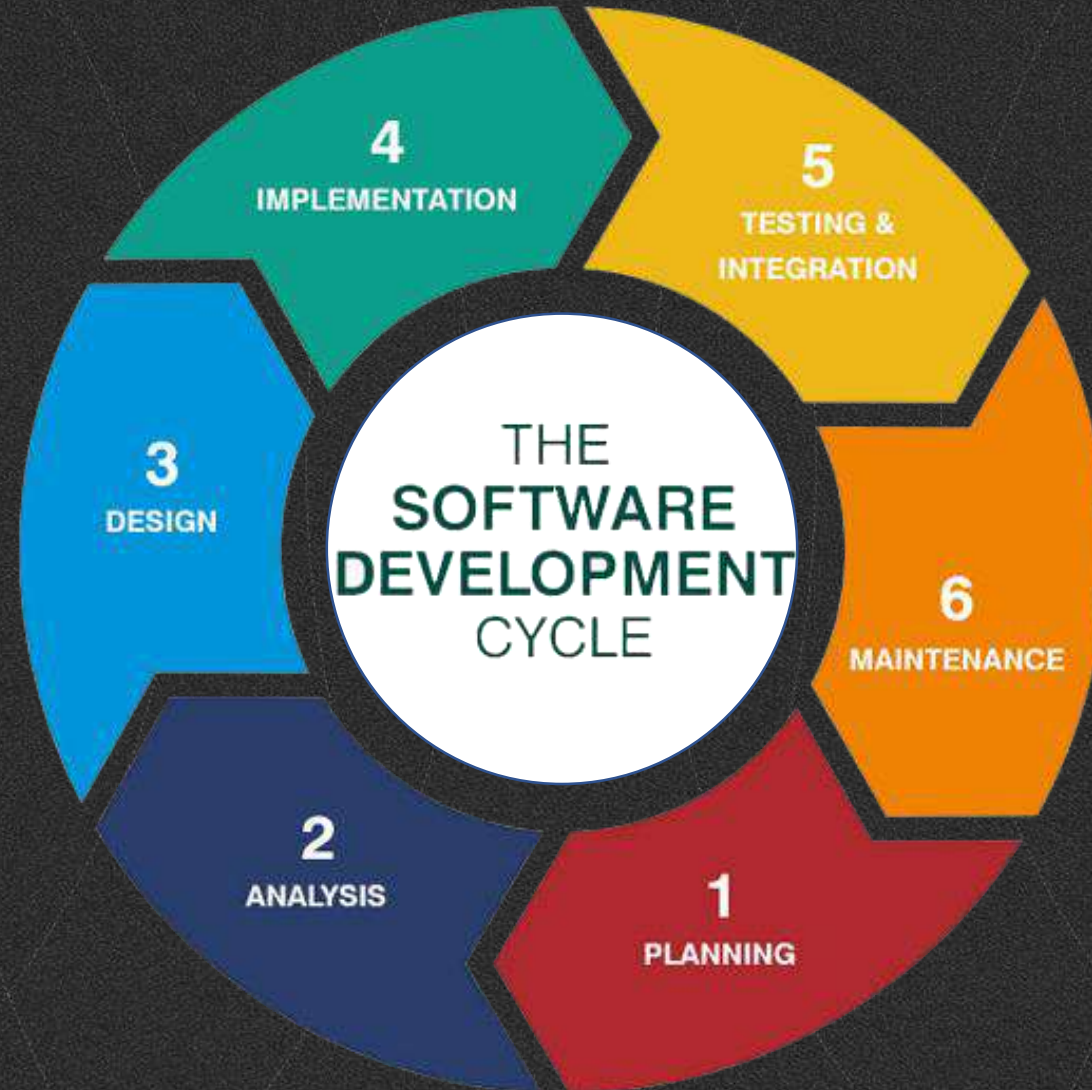 THE
SOFTWARE
DEVELOPMENT
CYCLE
1
PLANNING
2
ANALYSIS
3
DESIGN
4
IMPLEMENTATION
5
TESTING &
INTEGRATION
6
MAINTENANCE